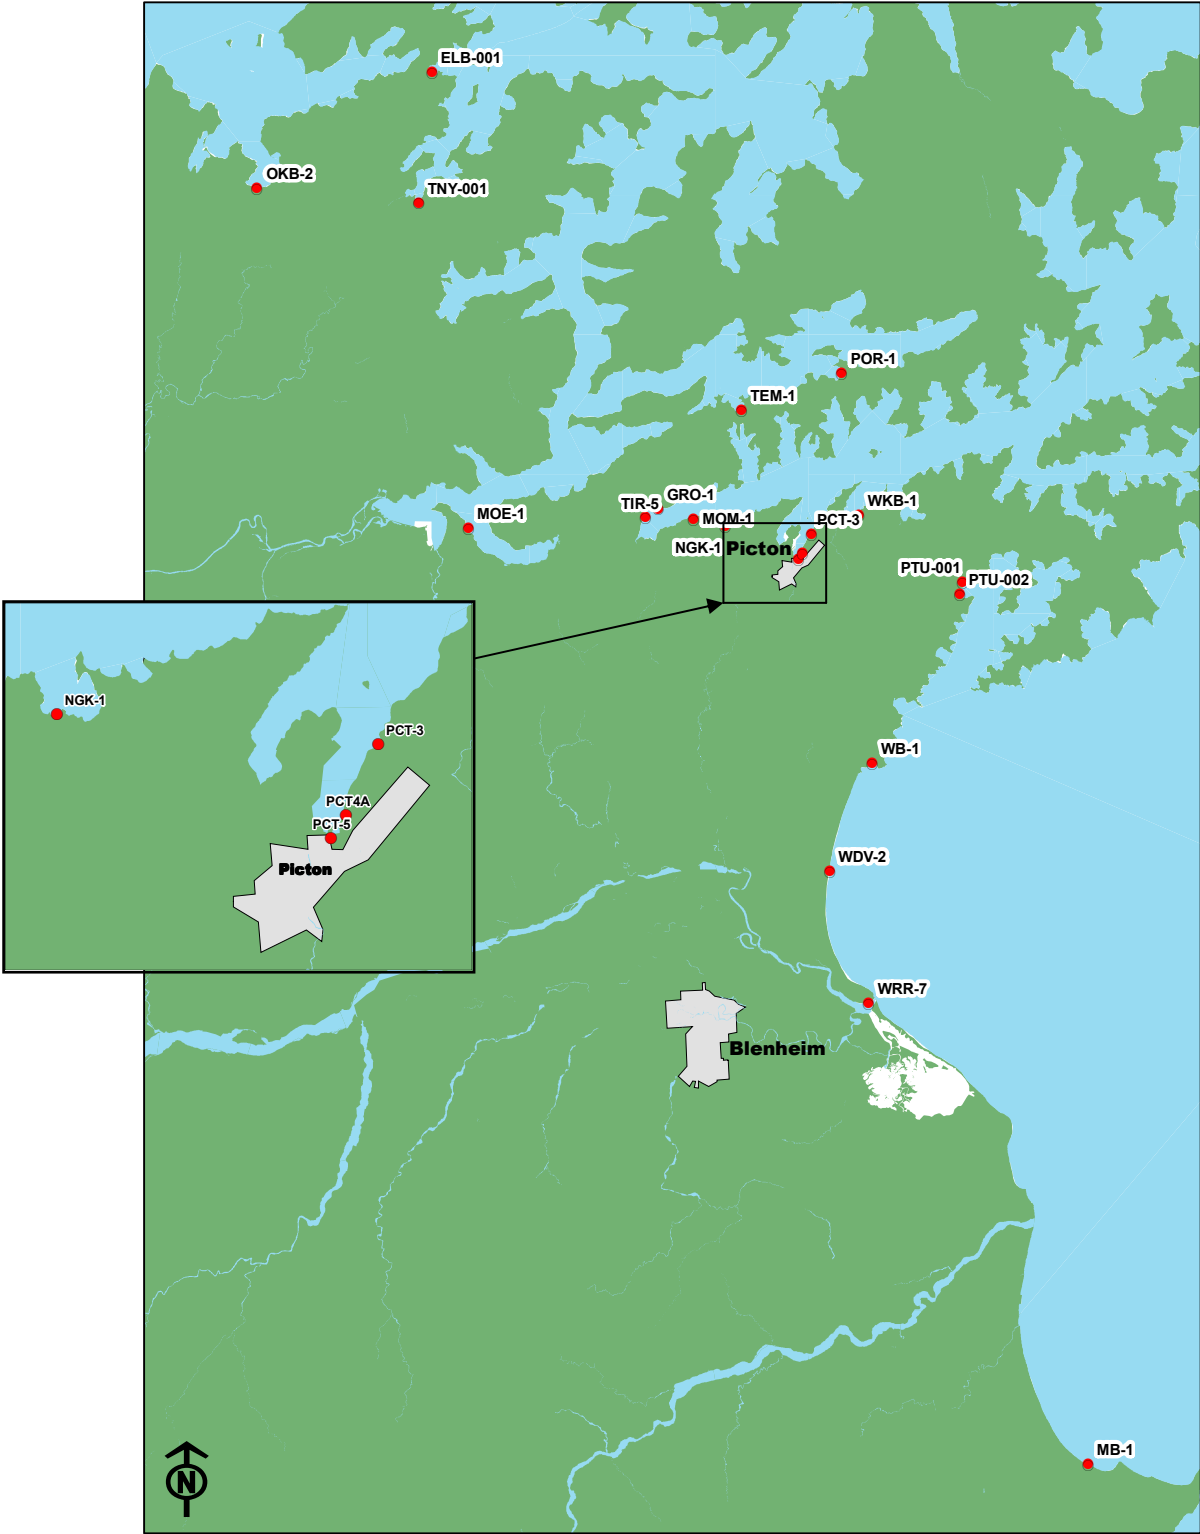 ELB-001
OKB-2
TNY-001
POR-1
TEM-1
GRO-1
TIR-5
WKB-1
MOE-1
MOM-1
PCT-3
NGK-1
Picton
PTU-001
PTU-002
NGK-1
PCT-3
PCT4A
PCT-5
Picton
WB-1
WDV-2
WRR-7
Blenheim
MB-1
N